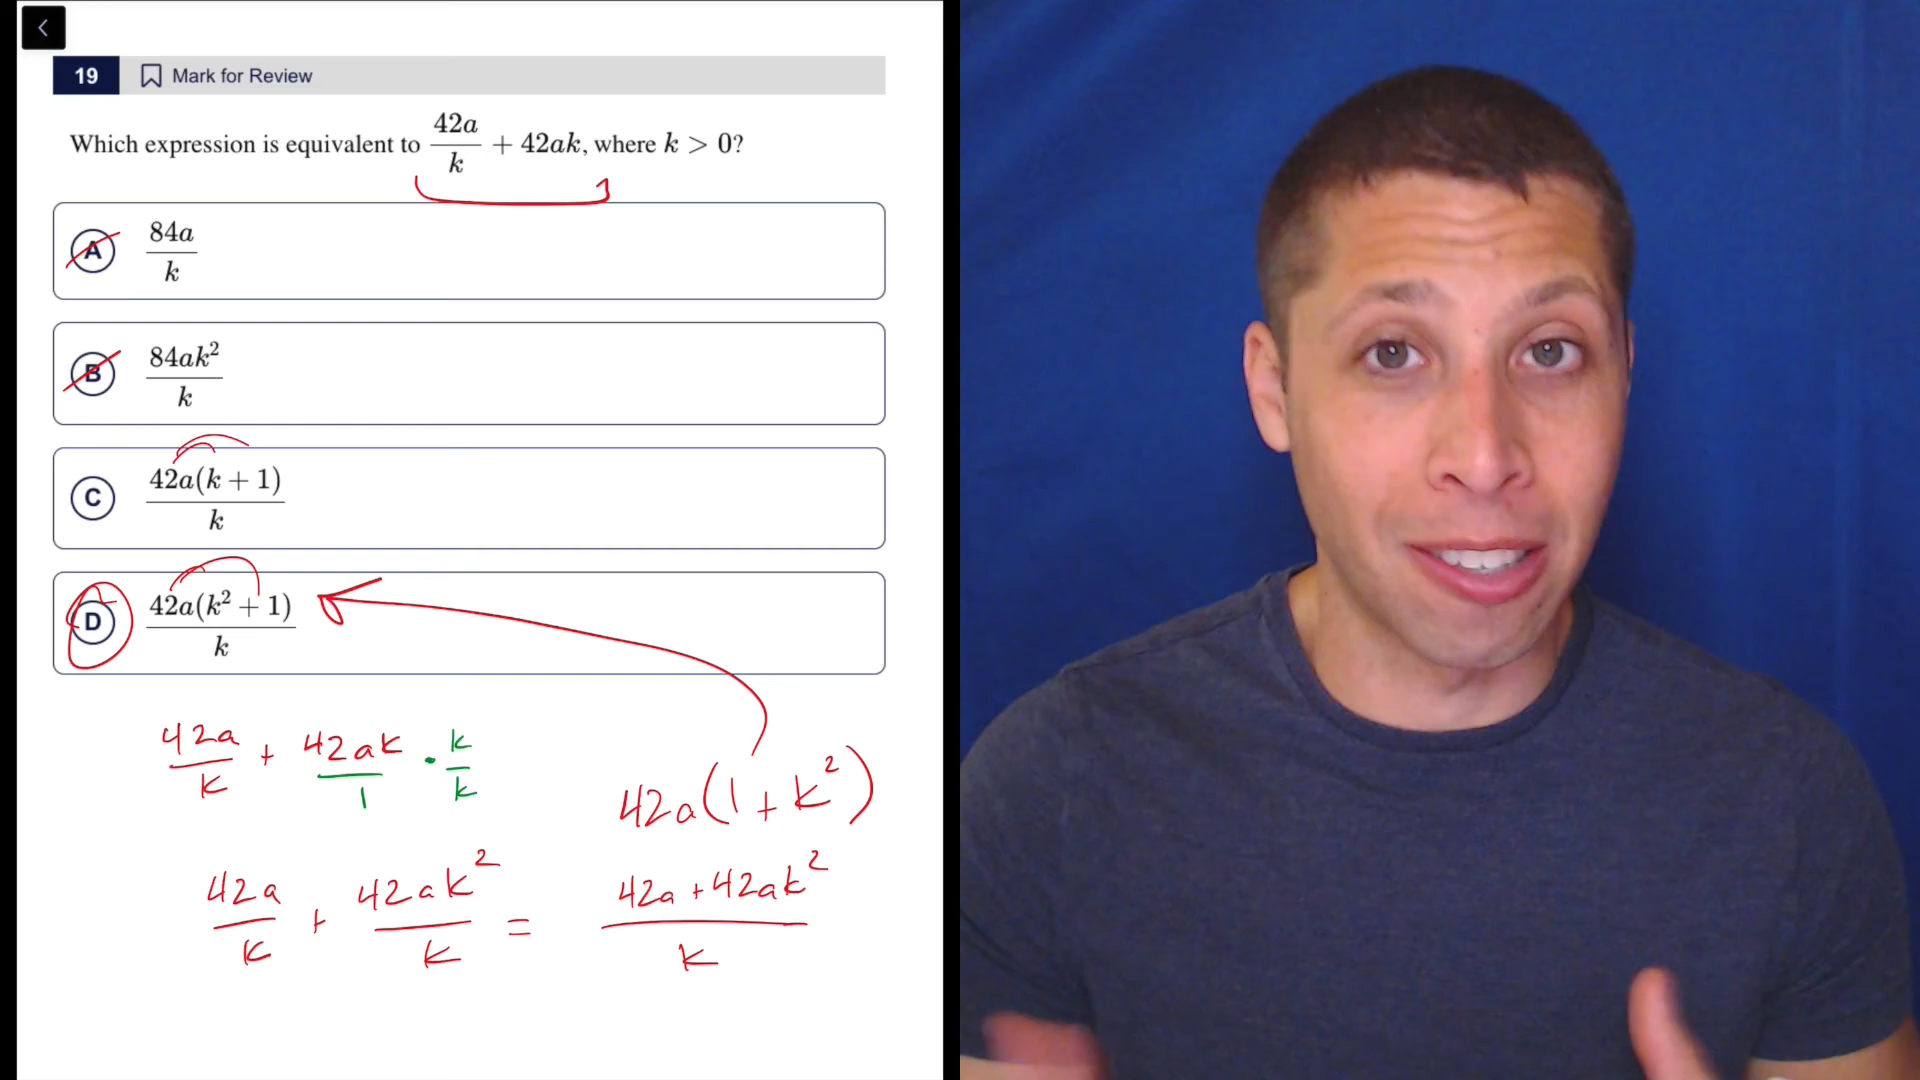 19 Mark for Review
Which expression is equivalent to 42a/k + 42ak, where k > 0?
A 84a/k
B 84ak²/k
C 42a(k + 1)/k
D 42a(k² + 1)/k
42a/k + 42ak/1 · k/k
42a(1 + k²)
42a/k + 42ak²/k = 42a + 42ak²/k